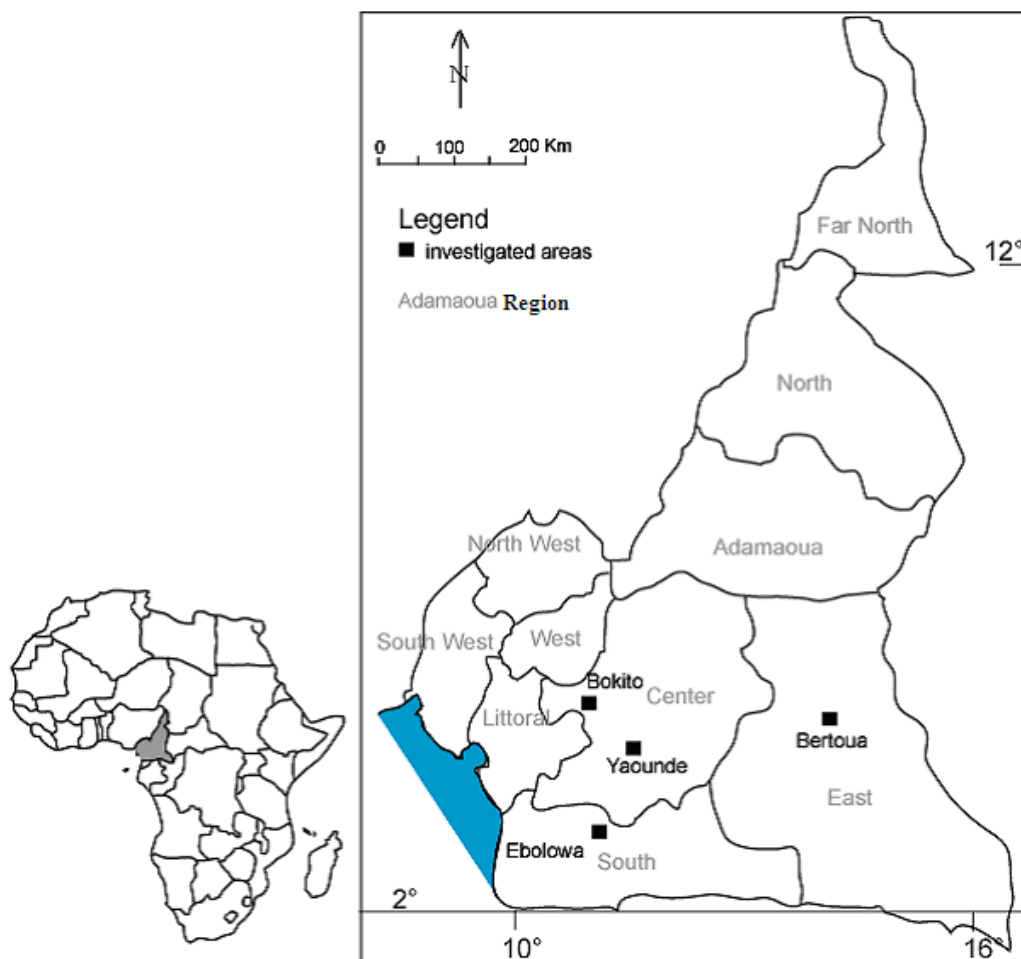 N
0 100 200 Km
Legend
investigated areas
Adamaoua Region
Far North
12°
North
Adamaoua
North West
South West
West
Bokito
Center
Littoral
Bertoua
Yaounde
East
Ebolowa
South
2°
10°
16°